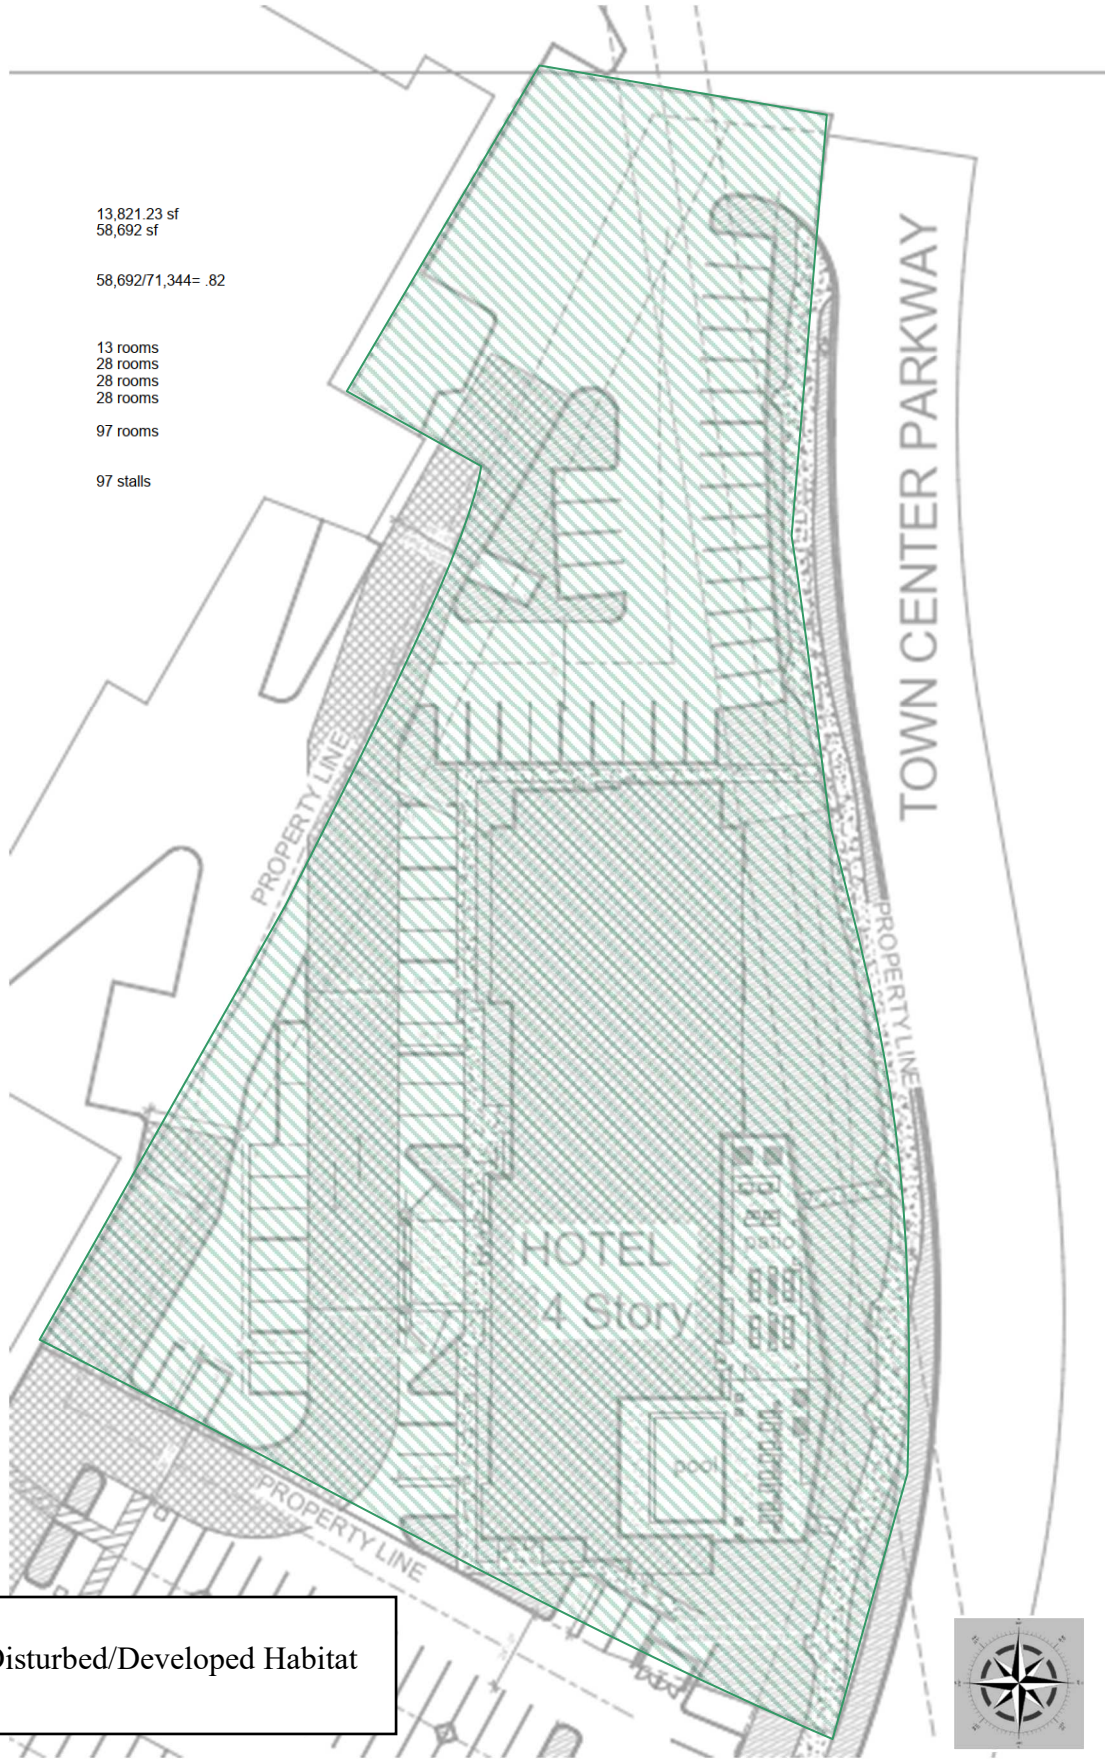 13,821.23 sf
58,692 sf
58,692/71,344= .82
13 rooms
28 rooms
28 rooms
28 rooms
97 rooms
97 stalls
TOWN CENTER PARKWAY
PROPERTY LINE
PROPERTY LINE
HOTEL
4 Story
patio
pool
PROPERTY LINE
Disturbed/Developed Habitat